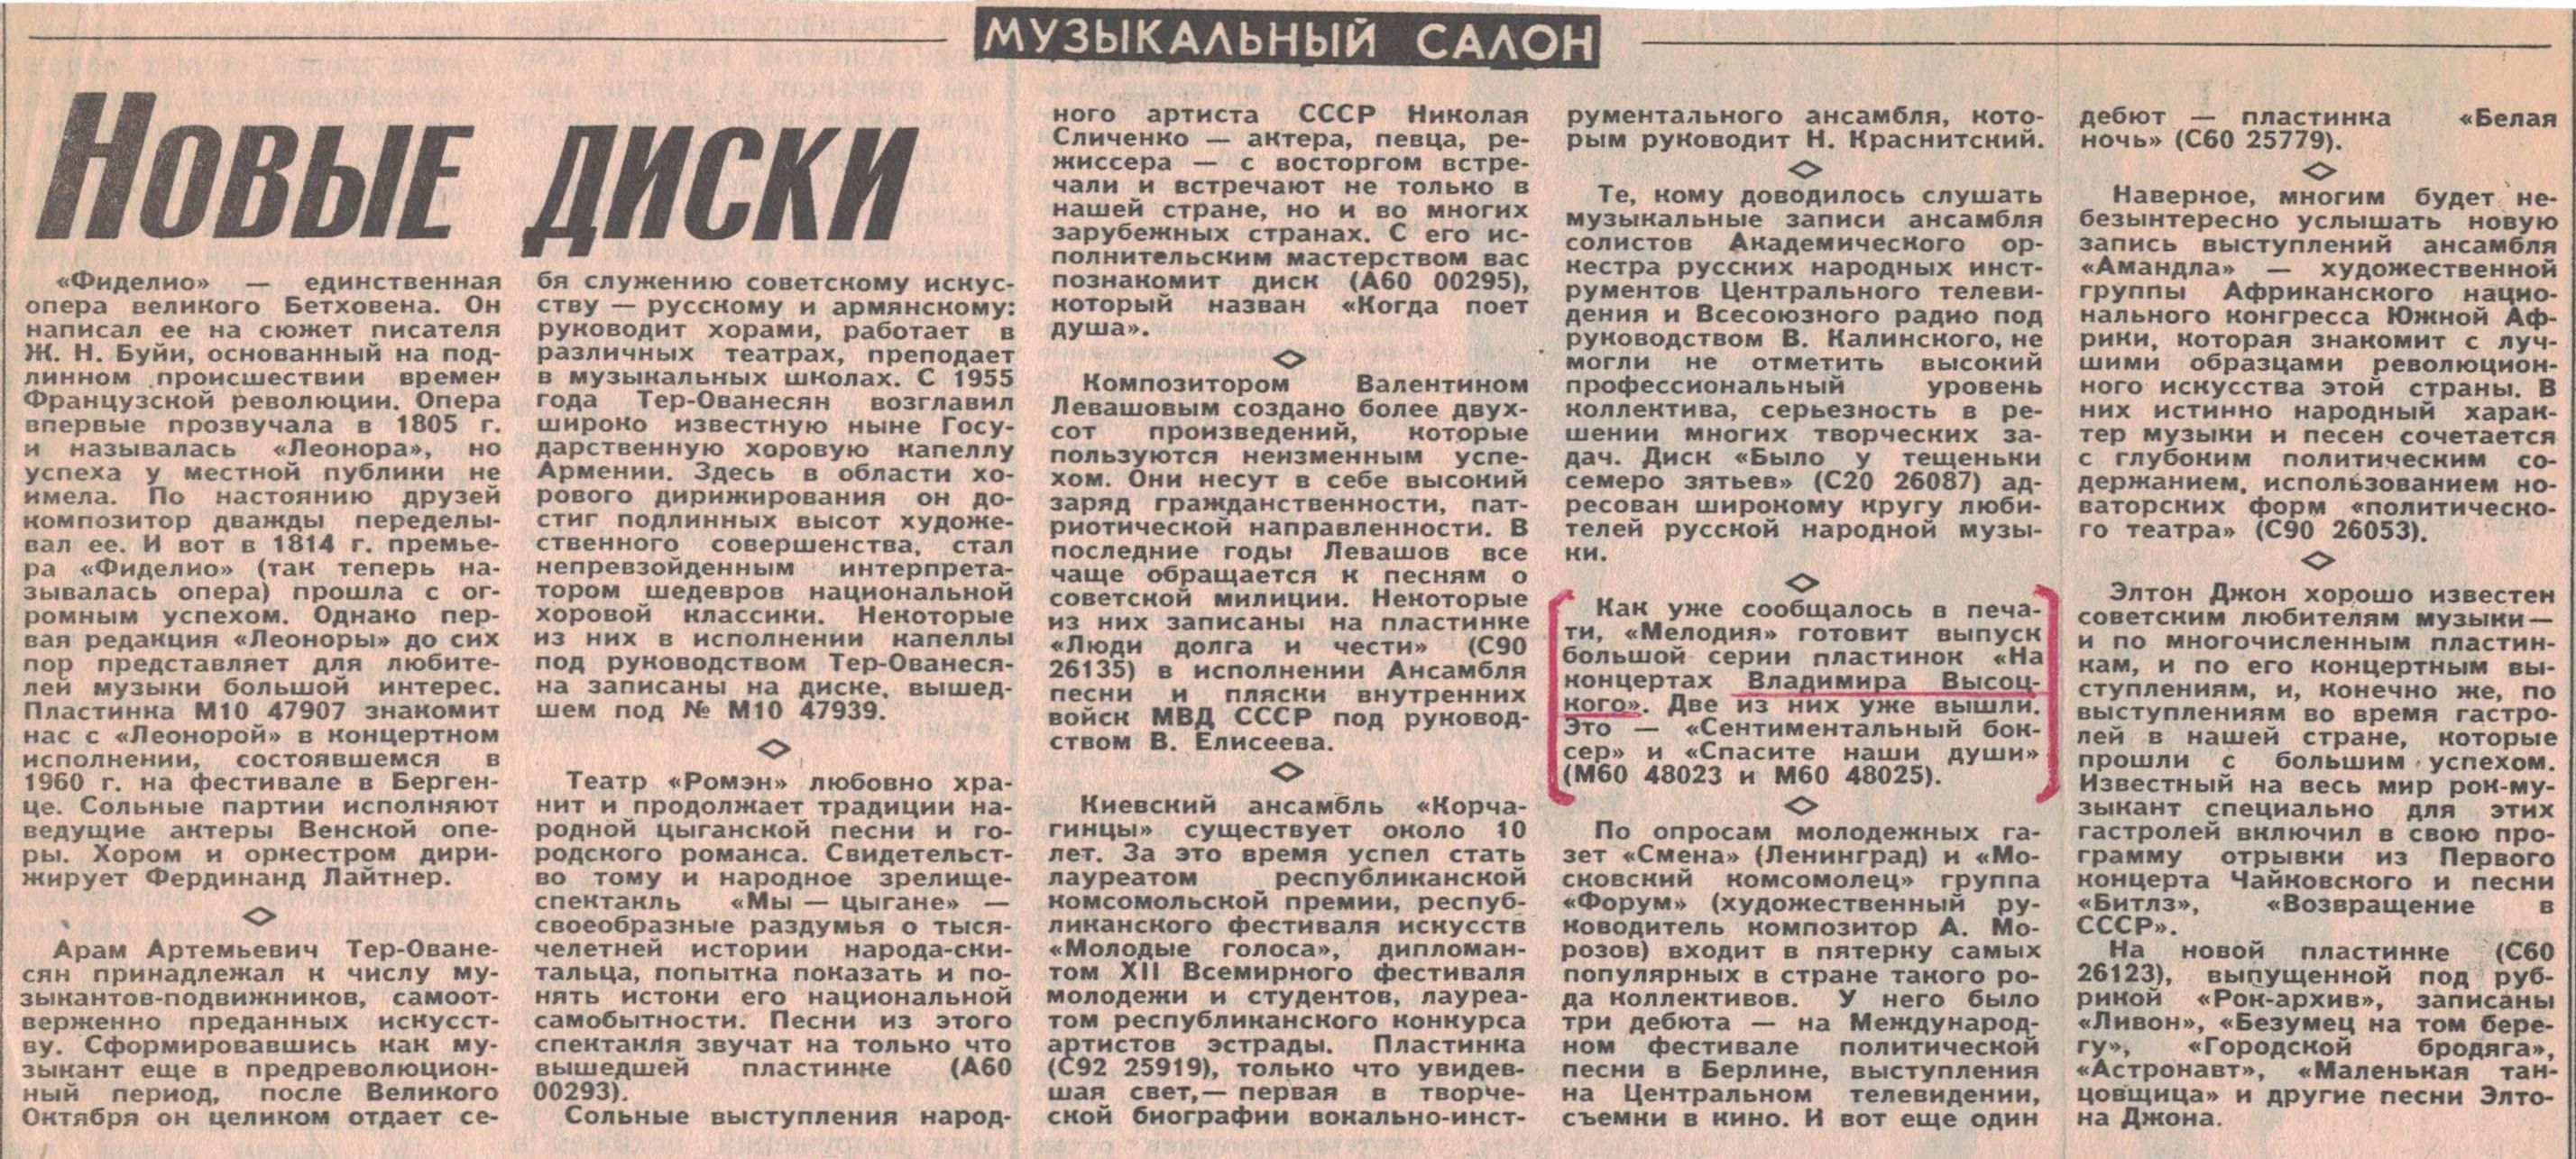 МУЗЫКАЛЬНЫЙ САЛОН
НОВЫЕ ДИСКИ
«Фиделио» — единственная
опера великого Бетховена. Он
написал ее на сюжет писателя
Ж. Н. Буйи, основанный на под-
линном происшествии времен
Французской революции. Опера
впервые прозвучала в 1805 г.
и называлась «Леонора», но
успеха у местной публики не
имела. По настоянию друзей
композитор дважды переделы-
вал ее. И вот в 1814 г. премье-
ра «Фиделио» (так теперь на-
зывалась опера) прошла с ог-
ромным успехом. Однако пер-
вая редакция «Леоноры» до сих
пор представляет для любите-
лей музыки большой интерес.
Пластинка М10 47907 знакомит
нас с «Леонорой» в концертном
исполнении, состоявшемся в
1960 г. на фестивале в Берген-
це. Сольные партии исполняют
ведущие актеры Венской опе-
ры. Хором и оркестром дири-
жирует Фердинанд Лайтнер.
◇
Арам Артемьевич Тер-Ована-
сян принадлежал к числу му-
зыкантов-подвижников, самоот-
верженно преданных искусст-
ву. Сформировавшись как му-
зыкант еще в предреволюцион-
ный период, после Великого
Октября он целиком отдает се-
бя служению советскому искус-
ству — русскому и армянскому:
руководит хорами, работает в
различных театрах, преподает
в музыкальных школах. С 1955
года Тер-Ованесян возглавил
широко известную ныне Госу-
дарственную хоровую капеллу
Армении. Здесь в области хо-
рового дирижирования он до-
стиг подлинных высот художе-
ственного совершенства, стал
непревзойденным интерпрета-
тором шедевров национальной
хоровой классики. Некоторые
из них в исполнении капеллы
под руководством Тер-Ованеся-
на записаны на диске, вышед-
шем под № М10 47939.
◇
Театр «Ромэн» любовно хра-
нит и продолжает традиции на-
родной цыганской песни и го-
родского романса. Свидетельст-
во тому и народное зрелище-
спектакль «Мы — цыгане» —
своеобразные раздумья о тыся-
челетней истории народа-ски-
тальца, попытка показать и по-
нять истоки его национальной
самобытности. Песни из этого
спектакля звучат на только что
вышедшей пластинке (А60
00293).
Сольные выступления народ-
ного артиста СССР Николая
Сличенко — актера, певца, ре-
жиссера — с восторгом встре-
чали и встречают не только в
нашей стране, но и во многих
зарубежных странах. С его ис-
полнительским мастерством вас
познакомит диск (А60 00295),
который назван «Когда поет
душа».
◇
Композитором Валентином
Левашовым создано более двух-
сот произведений, которые
пользуются неизменным успе-
хом. Они несут в себе высокий
заряд гражданственности, пат-
риотической направленности. В
последние годы Левашов все
чаще обращается к песням о
советской милиции. Некоторые
из них записаны на пластинке
«Люди долга и чести» (С90
26135) в исполнении Ансамбля
песни и пляски внутренних
войск МВД СССР под руковод-
ством В. Елисеева.
◇
Киевский ансамбль «Корча-
гинцы» существует около 10
лет. За это время успел стать
лауреатом республиканской
комсомольской премии, респуб-
ликанского фестиваля искусств
«Молодые голоса», дипломан-
том XII Всемирного фестиваля
молодежи и студентов, лауреа-
том республиканского конкурса
артистов эстрады. Пластинка
(С92 25919), только что увидев-
шая свет,— первая в творче-
ской биографии вокально-инст-
рументального ансамбля, кото-
рым руководит Н. Краснитский.
◇
Те, кому доводилось слушать
музыкальные записи ансамбля
солистов Академического ор-
кестра русских народных инст-
рументов Центрального телеви-
дения и Всесоюзного радио под
руководством В. Калинского, не
могли не отметить высокий
профессиональный уровень
коллектива, серьезность в ре-
шении многих творческих за-
дач. Диск «Было у тещеньки
семеро зятьев» (С20 26087) ад-
ресован широкому кругу люби-
телей русской народной музы-
ки.
◇
Как уже сообщалось в печа-
ти, «Мелодия» готовит выпуск
большой серии пластинок «На
концертах Владимира Высоц-
кого». Две из них уже вышли.
Это — «Сентиментальный бок-
сер» и «Спасите наши души»
(М60 48023 и М60 48025).
◇
По опросам молодежных га-
зет «Смена» (Ленинград) и «Мо-
сковский комсомолец» группа
«Форум» (художественный ру-
ководитель композитор А. Мо-
розов) входит в пятерку самых
популярных в стране такого ро-
да коллективов. У него было
три дебюта — на Международ-
ном фестивале политической
песни в Берлине, выступления
на Центральном телевидении,
съемки в кино. И вот еще один
дебют — пластинка «Белая
ночь» (С60 25779).
◇
Наверное, многим будет не-
безынтересно услышать новую
запись выступлений ансамбля
«Амандла» — художественной
группы Африканского нацио-
нального конгресса Южной Аф-
рики, которая знакомит с луч-
шими образцами революцион-
ного искусства этой страны. В
них истинно народный харак-
тер музыки и песен сочетается
с глубоким политическим со-
держанием, использованием но-
ваторских форм «политическо-
го театра» (С90 26053).
◇
Элтон Джон хорошо известен
советским любителям музыки—
и по многочисленным пластин-
кам, и по его концертным вы-
ступлениям, и, конечно же, по
выступлениям во время гастро-
лей в нашей стране, которые
прошли с большим успехом.
Известный на весь мир рок-му-
зыкант специально для этих
гастролей включил в свою про-
грамму отрывки из Первого
концерта Чайковского и песни
«Битлз», «Возвращение в
СССР».
На новой пластинке (С60
26123), выпущенной под руб-
рикой «Рок-архив», записаны
«Ливон», «Безумец на том бере-
гу», «Городской бродяга»,
«Астронавт», «Маленькая тан-
цовщица» и другие песни Элто-
на Джона.